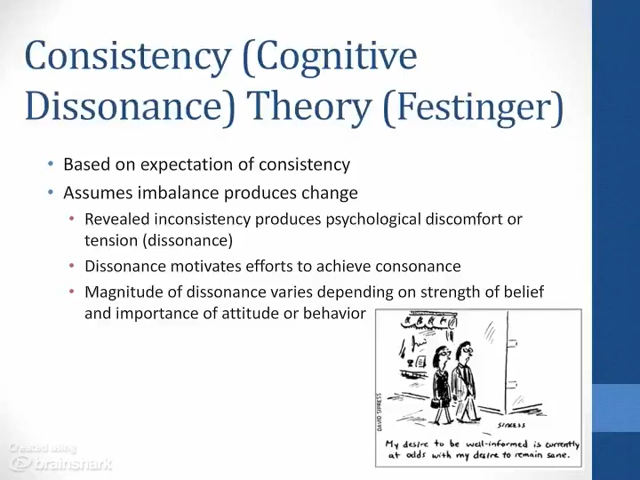 Consistency (Cognitive
Dissonance) Theory (Festinger)
• Based on expectation of consistency
• Assumes imbalance produces change
• Revealed inconsistency produces psychological discomfort or
tension (dissonance)
• Dissonance motivates efforts to achieve consonance
• Magnitude of dissonance varies depending on strength of belief
and importance of attitude or behavior
DAVID SIPRESS
SIPRESS
My desire to be well-informed is currently
at odds with my desire to remain sane.
Created using
brainshark